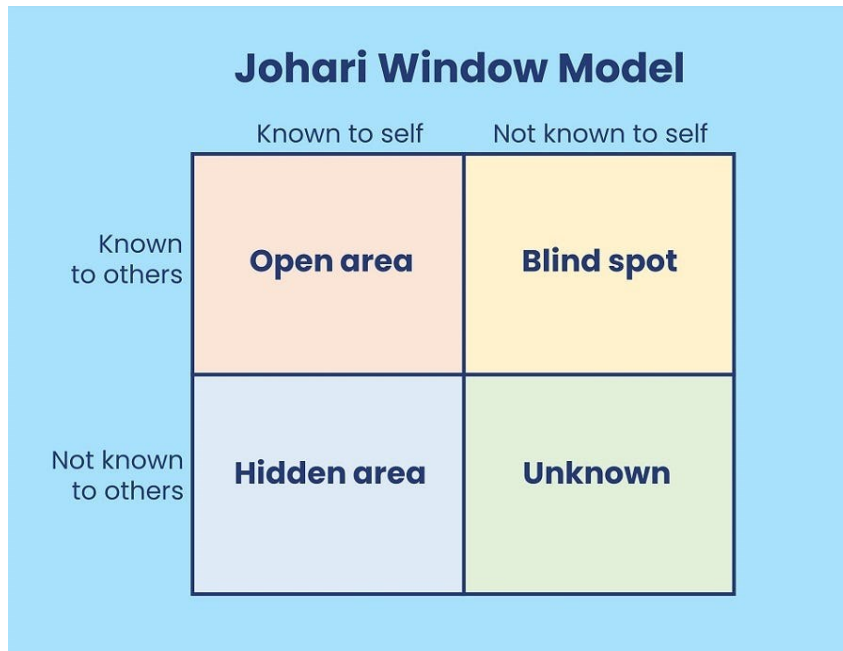 Johari Window Model
Known to self
Not known to self
Known
to others
Open area
Blind spot
Not known
to others
Hidden area
Unknown